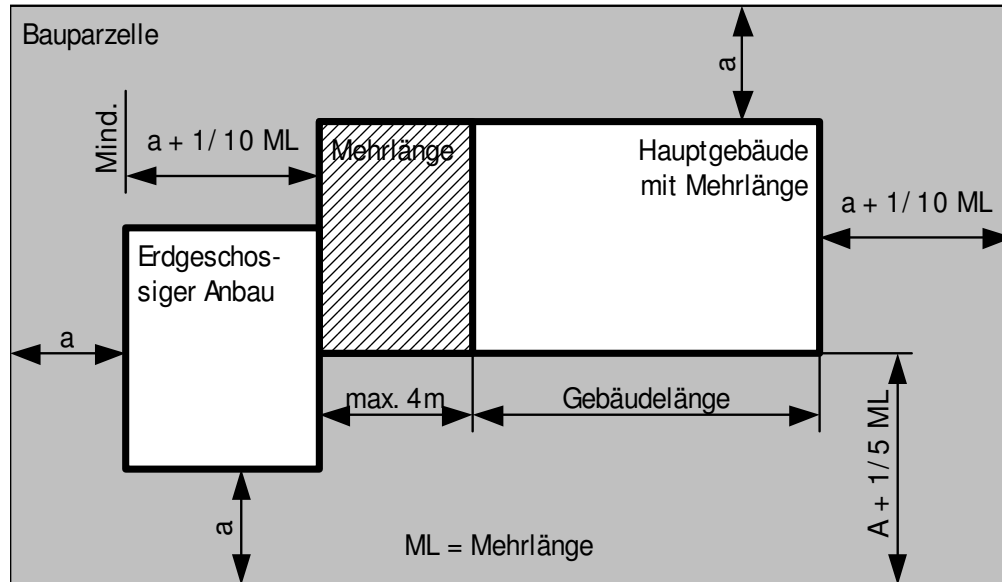 Bauparzelle
a
Mind.
a + 1/ 10 ML
Mehrlänge
Hauptgebäude
mit Mehrlänge
a + 1/ 10 ML
Erdgeschos-
siger Anbau
a
max. 4m
Gebäudelänge
A + 1/ 5 ML
a
ML = Mehrlänge